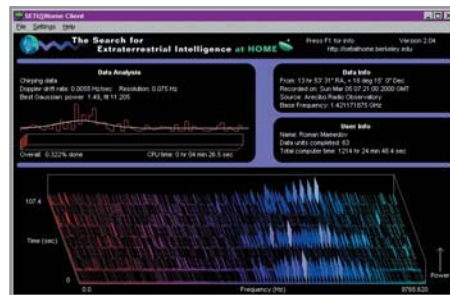 SETI@Home Client
File Settings Help
The Search for
Extraterrestrial Intelligence at HOME
Press F1 for info Version 2.04
http://setiathome.berkeley.edu
Data Analysis
Chirping data
Doppler drift rate: 0.0055 Hz/sec Resolution: 0.075 Hz
Best Gaussian: power: 1.49, fit 11.205
Overall: 0.322% done CPU time: 0 hr 04 min 26.5 sec
Data Info
From: 13 hr 53' 31" RA, + 18 deg 15' 0" Dec
Recorded on: Sun Mar 05 07:21:00 2000 GMT
Source: Arecibo Radio Observatory
Base Frequency: 1.421171875 GHz
User Info
Name: Roman Mamedov
Data units completed: 63
Total computer time: 1214 hr 24 min 48.4 sec
107.4
Time (sec)
0
0.0 Frequency (Hz) 9765.620
Power